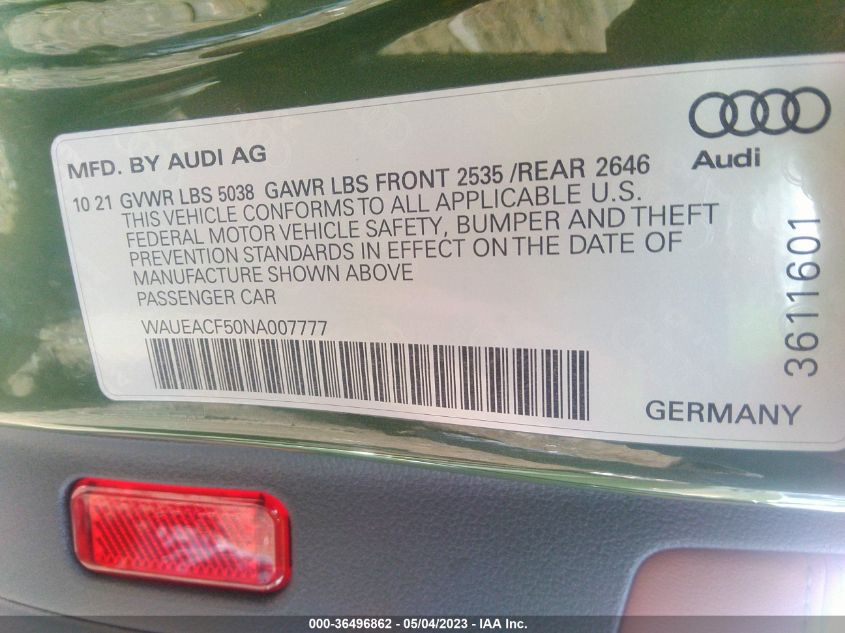 MFD. BY AUDI AG
Audi
10 21 GVWR LBS 5038 GAWR LBS FRONT 2535 /REAR 2646
THIS VEHICLE CONFORMS TO ALL APPLICABLE U.S.
FEDERAL MOTOR VEHICLE SAFETY, BUMPER AND THEFT
PREVENTION STANDARDS IN EFFECT ON THE DATE OF
MANUFACTURE SHOWN ABOVE
PASSENGER CAR
WAUEACF50NA007777
3611601
GERMANY
000-36496862 - 05/04/2023 - IAA Inc.